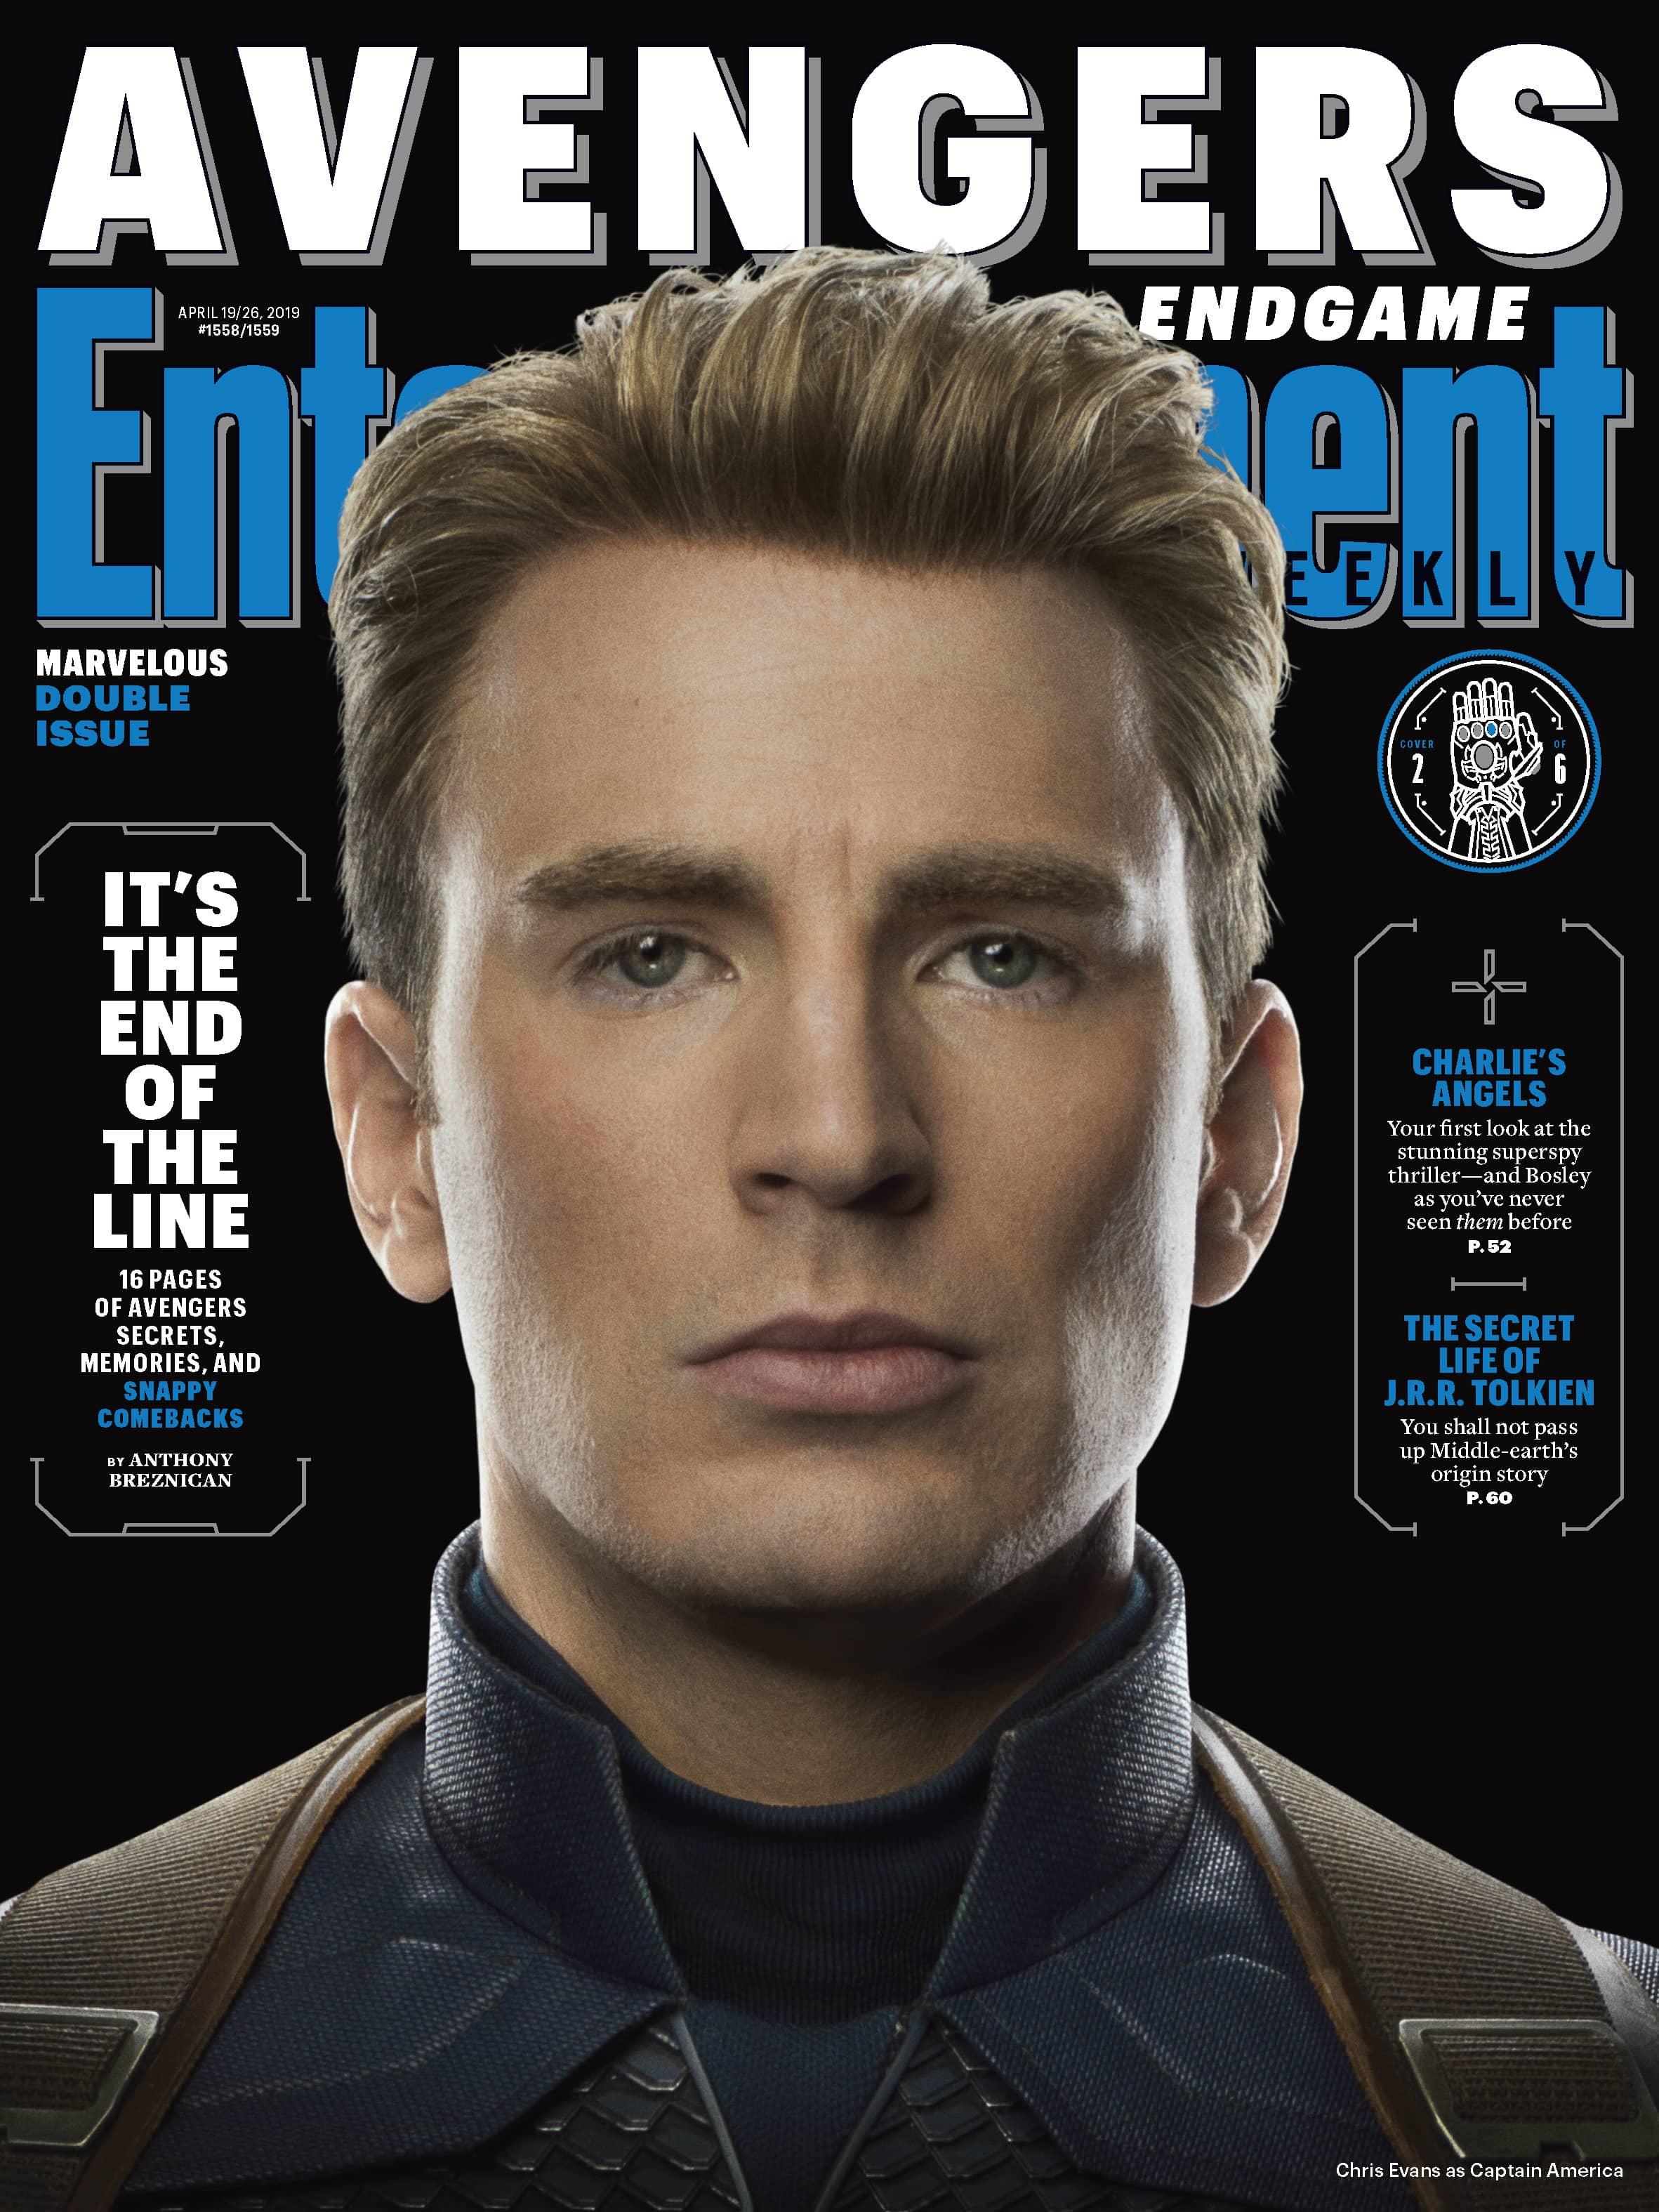 AVENGERS
ENDGAME
APRIL 19/26, 2019
#1558/1559
Ent ent
EEKLY
MARVELOUS
DOUBLE
ISSUE
COVER
2
OF
6
IT'S
THE
END
OF
THE
LINE
16 PAGES
OF AVENGERS
SECRETS,
MEMORIES, AND
SNAPPY
COMEBACKS
BY ANTHONY
BREZNICAN
CHARLIE'S
ANGELS
Your first look at the
stunning superspy
thriller—and Bosley
as you've never
seen them before
P. 52
THE SECRET
LIFE OF
J.R.R. TOLKIEN
You shall not pass
up Middle-earth's
origin story
P. 60
Chris Evans as Captain America